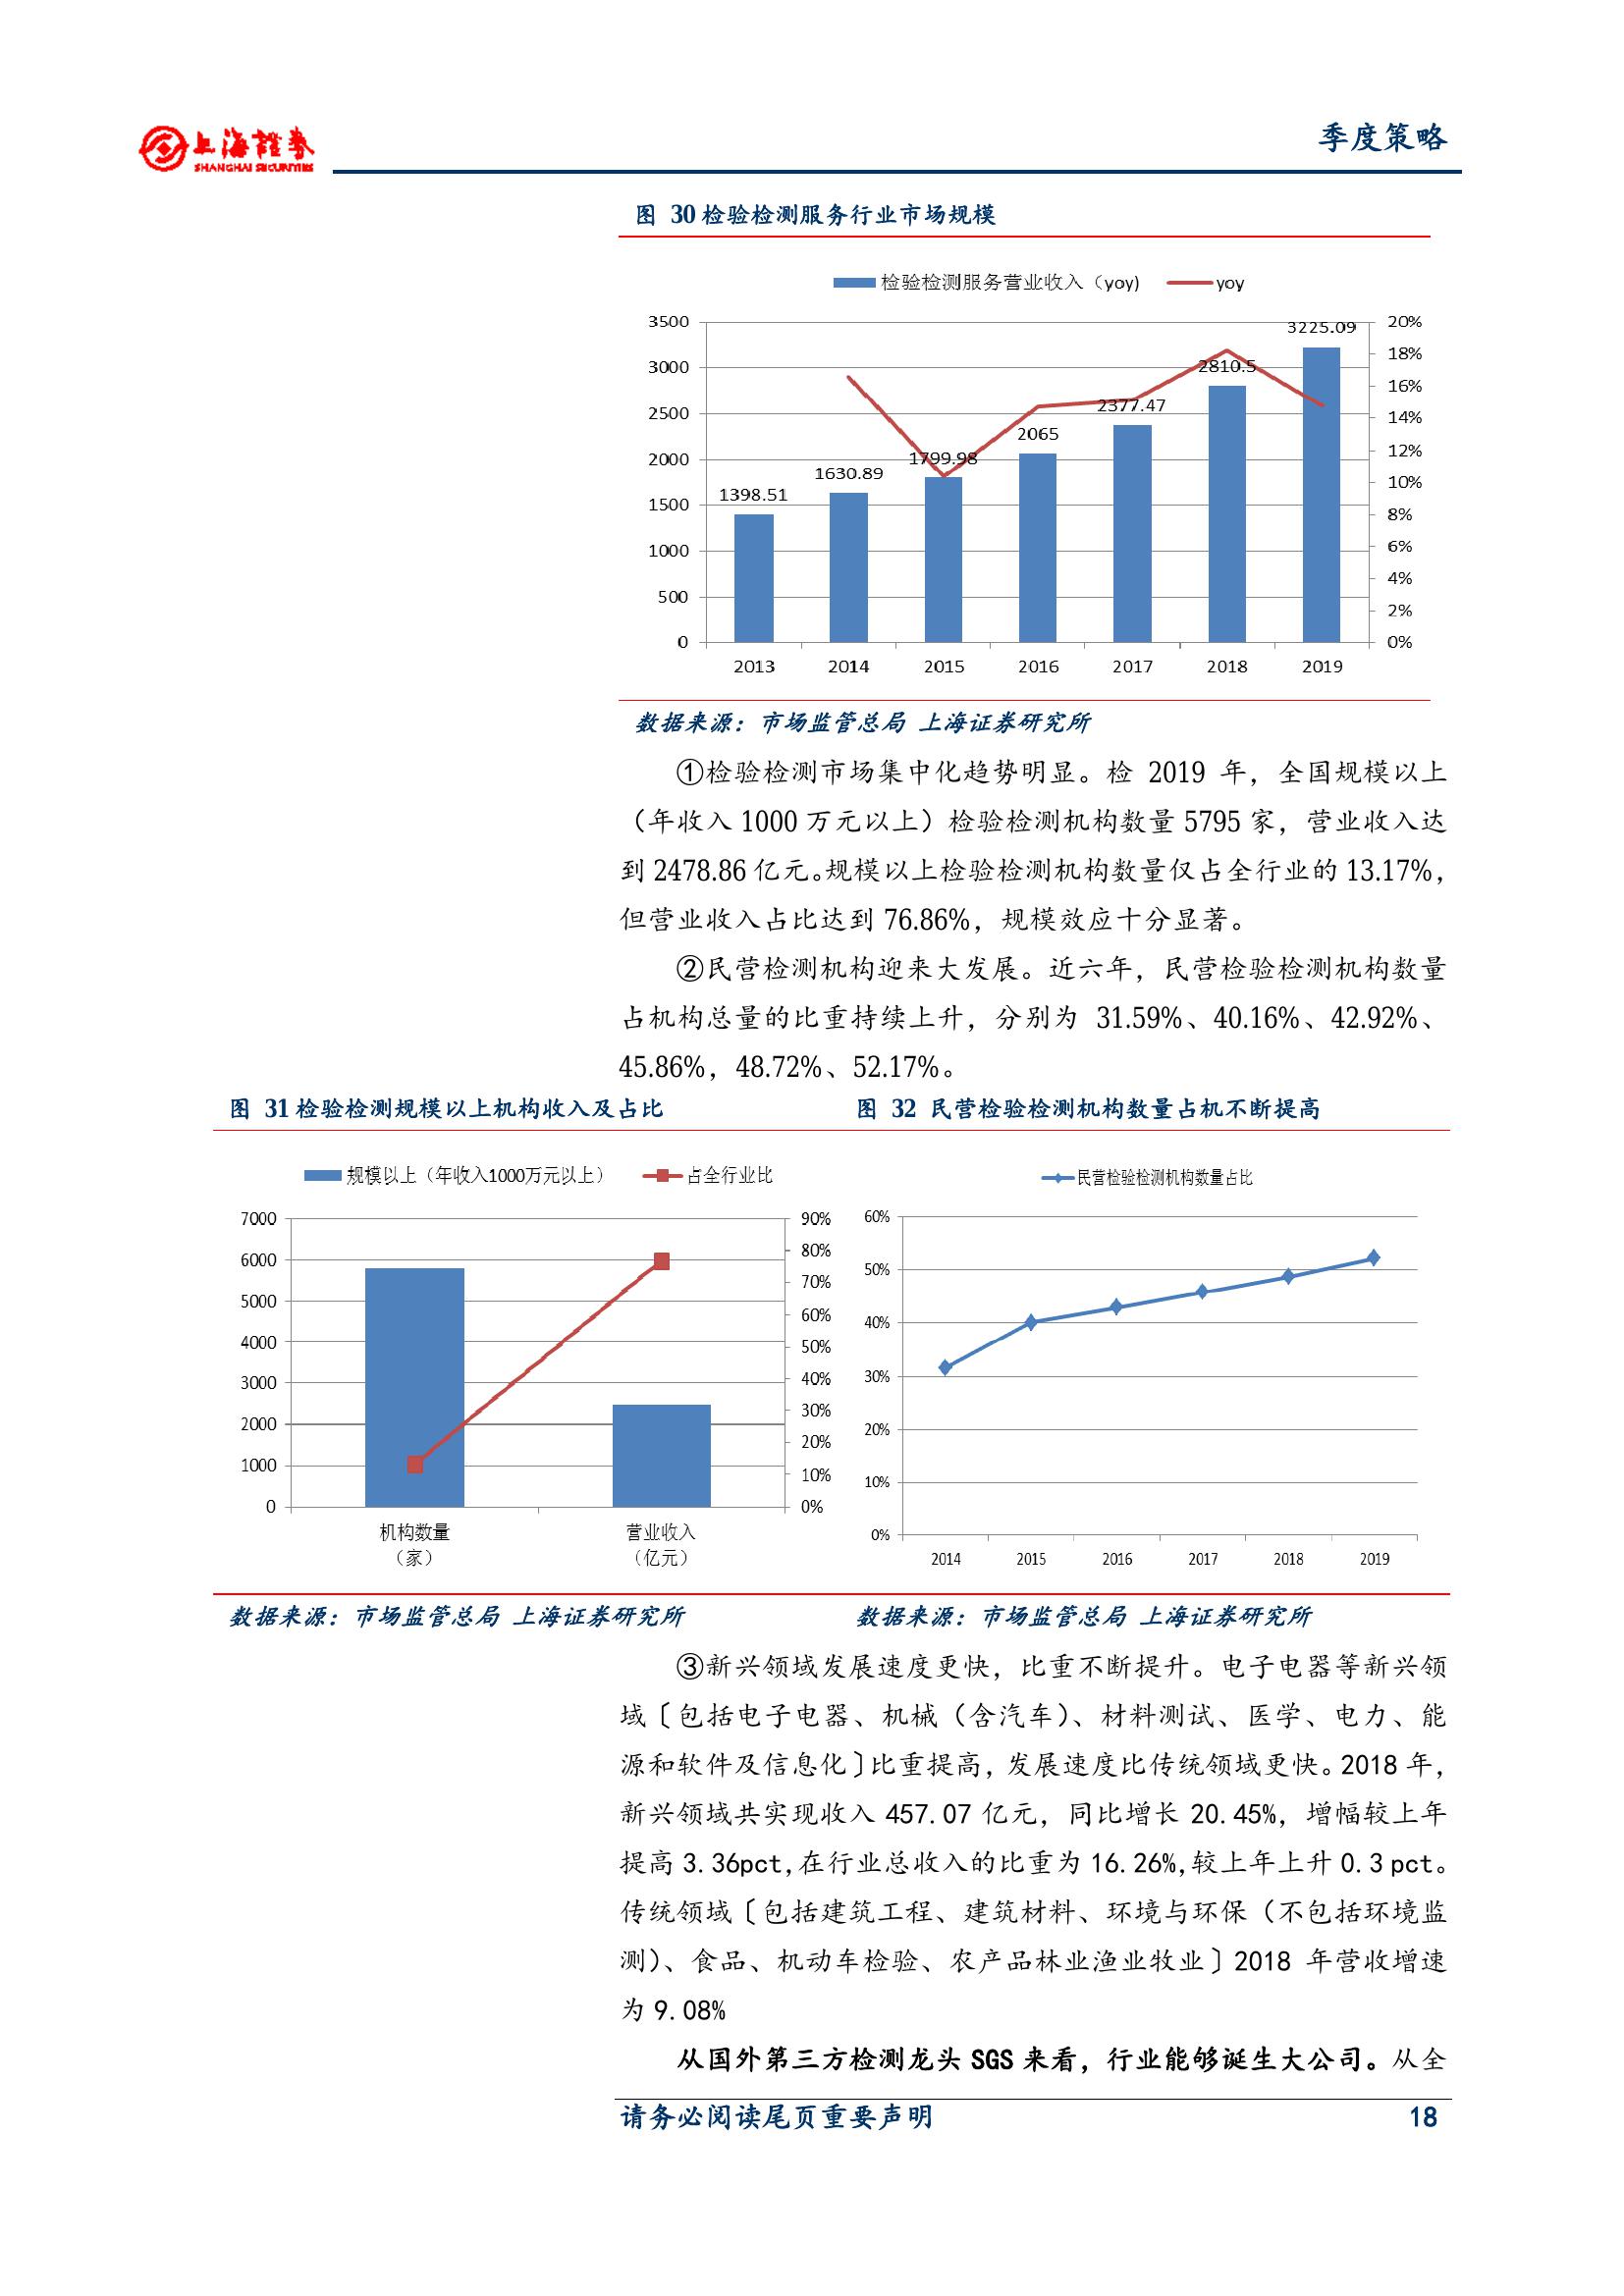 上海證券
SHANGHAI SECURITIES
季度策略
图 30 检验检测服务行业市场规模
检验检测服务营业收入（yoy) yoy
3500 20%
3000 18%
2500 16%
2000 14%
1500 12%
1000 10%
500 8%
0 6%
4%
2%
0%
1398.51 1630.89 1799.98 2065 2377.47 2810.5 3225.09
2013 2014 2015 2016 2017 2018 2019
数据来源：市场监管总局 上海证券研究所
①检验检测市场集中化趋势明显。检 2019 年，全国规模以上
（年收入 1000 万元以上）检验检测机构数量 5795 家，营业收入达
到 2478.86 亿元。规模以上检验检测机构数量仅占全行业的 13.17%，
但营业收入占比达到 76.86%，规模效应十分显著。
②民营检测机构迎来大发展。近六年，民营检验检测机构数量
占机构总量的比重持续上升，分别为 31.59%、40.16%、42.92%、
45.86%，48.72%、52.17%。
图 31 检验检测规模以上机构收入及占比
规模以上（年收入1000万元以上） 占全行业比
7000 90%
6000 80%
5000 70%
4000 60%
3000 50%
2000 40%
1000 30%
0 20%
10%
0%
机构数量 营业收入
（家） （亿元）
数据来源：市场监管总局 上海证券研究所
图 32 民营检验检测机构数量占机不断提高
民营检验检测机构数量占比
60%
50%
40%
30%
20%
10%
0%
2014 2015 2016 2017 2018 2019
数据来源：市场监管总局 上海证券研究所
③新兴领域发展速度更快，比重不断提升。电子电器等新兴领
域〔包括电子电器、机械（含汽车）、材料测试、医学、电力、能
源和软件及信息化〕比重提高，发展速度比传统领域更快。2018 年，
新兴领域共实现收入 457.07 亿元，同比增长 20.45%，增幅较上年
提高 3.36pct,在行业总收入的比重为 16.26%,较上年上升 0.3 pct。
传统领域〔包括建筑工程、建筑材料、环境与环保（不包括环境监
测）、食品、机动车检验、农产品林业渔业牧业〕2018 年营收增速
为 9.08%
从国外第三方检测龙头 SGS 来看，行业能够诞生大公司。从全
请务必阅读尾页重要声明 18